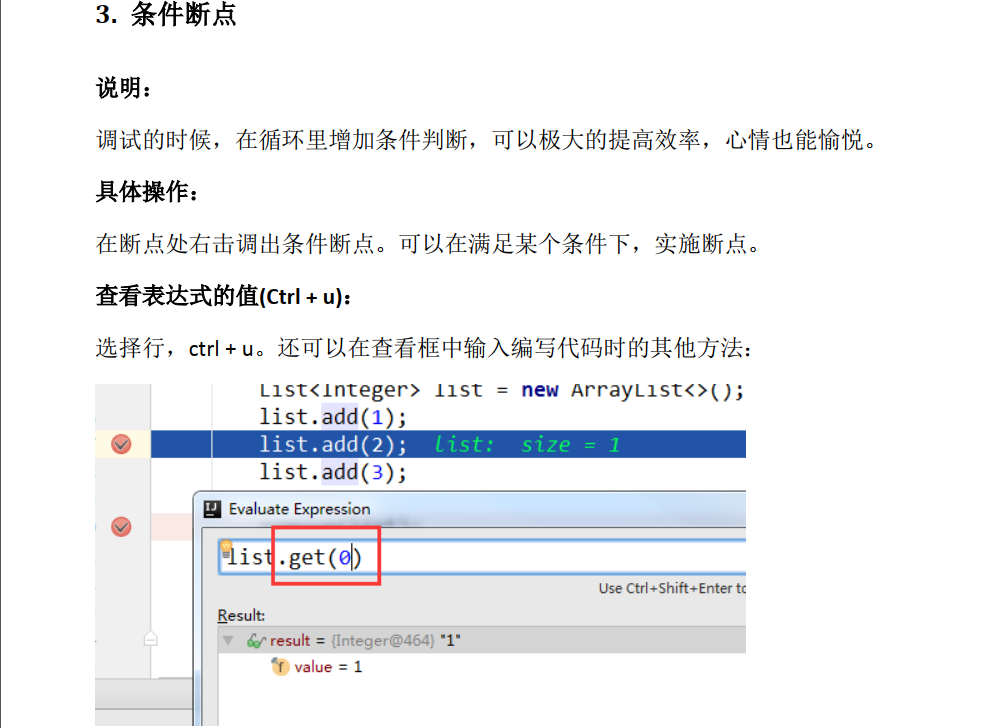 3. 条件断点
说明：
调试的时候，在循环里增加条件判断，可以极大的提高效率，心情也能愉悦。
具体操作：
在断点处右击调出条件断点。可以在满足某个条件下，实施断点。
查看表达式的值(Ctrl + u)：
选择行，ctrl + u。还可以在查看框中输入编写代码时的其他方法：
List<Integer> list = new ArrayList<>();
list.add(1);
list.add(2); list: size = 1
list.add(3);
Evaluate Expression
list.get(0)
Use Ctrl+Shift+Enter to
Result:
result = {Integer@464} "1"
f value = 1